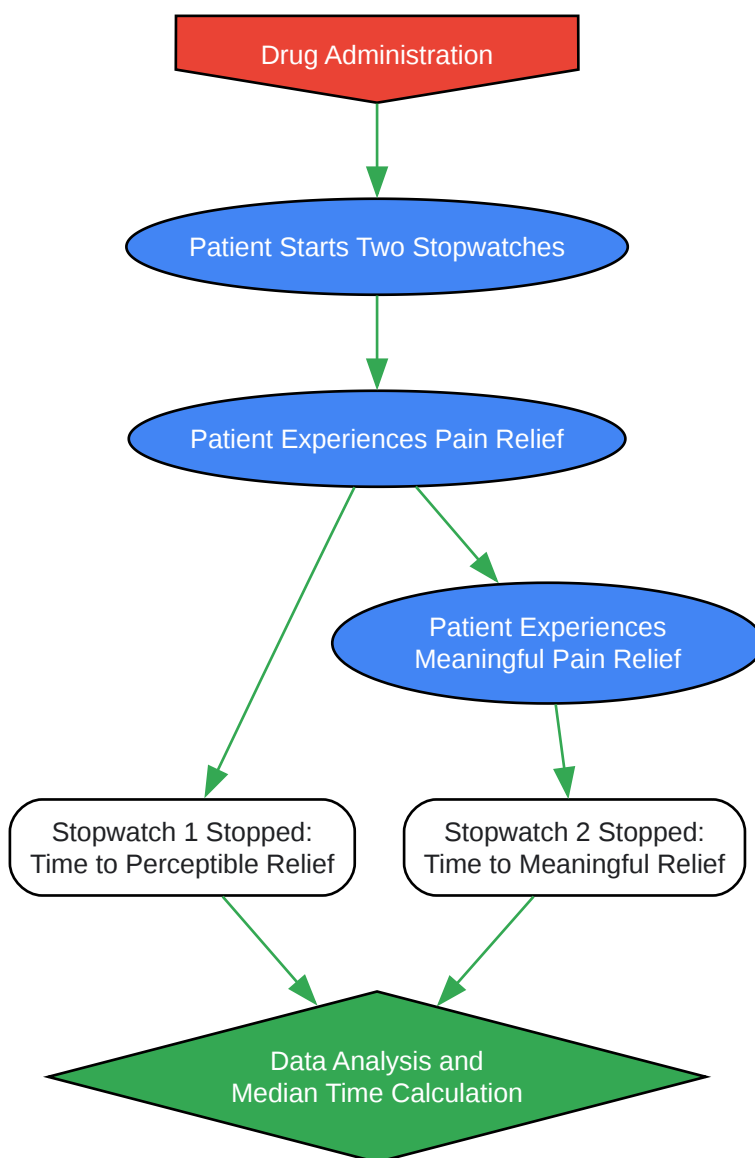 Drug Administration
Patient Starts Two Stopwatches
Patient Experiences Pain Relief
Patient Experiences
Meaningful Pain Relief
Stopwatch 1 Stopped:
Time to Perceptible Relief
Stopwatch 2 Stopped:
Time to Meaningful Relief
Data Analysis and
Median Time Calculation